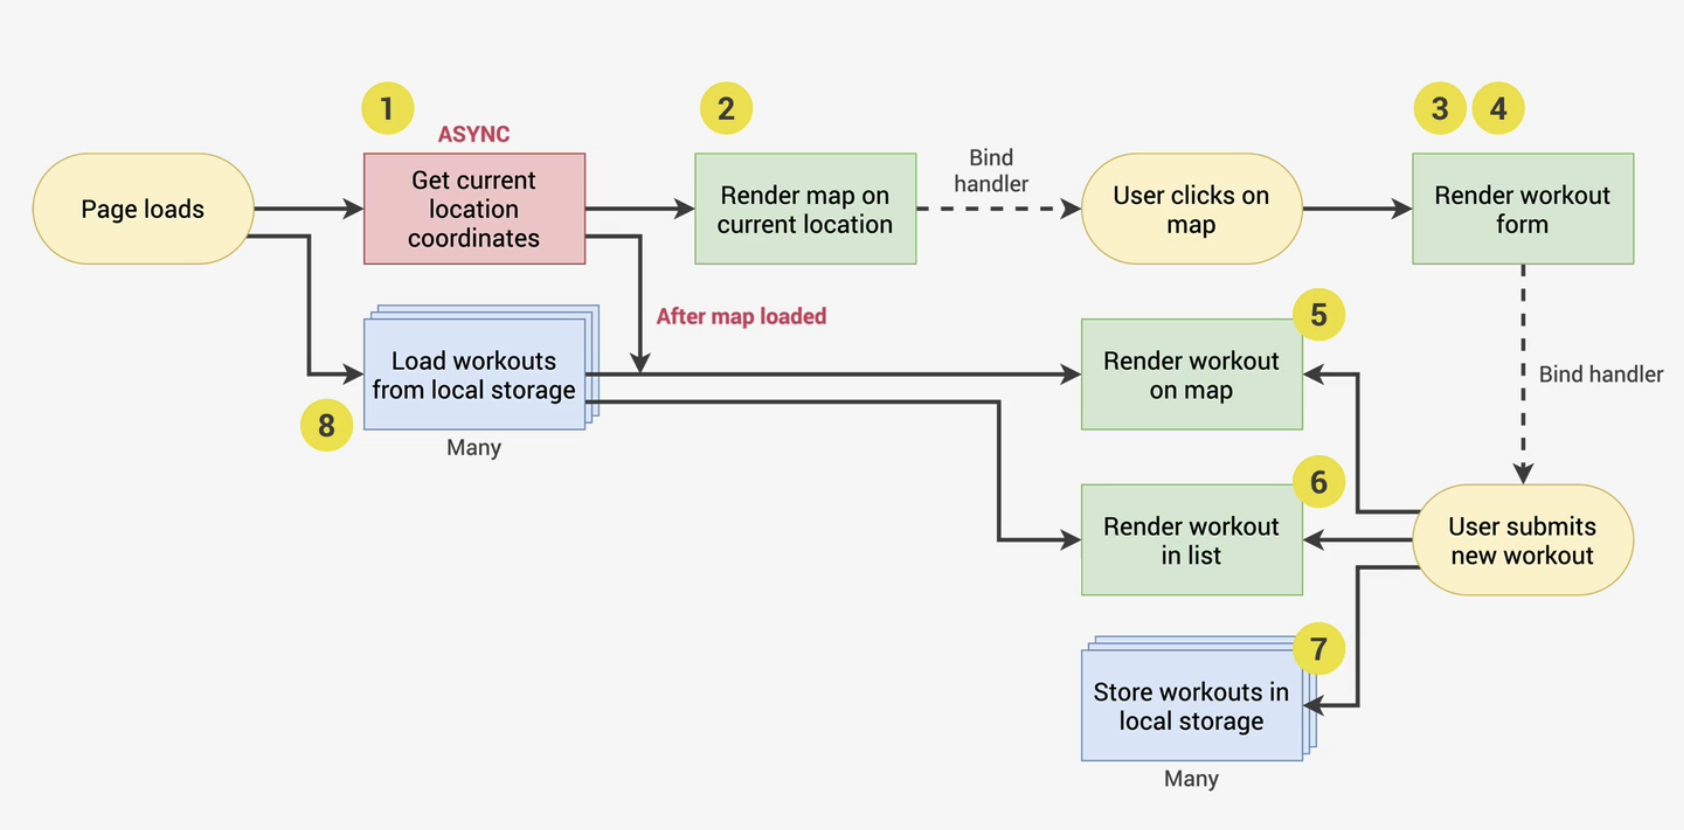 1
2
3
4
ASYNC
Page loads
Get current
location
coordinates
Render map on
current location
Bind
handler
User clicks on
map
Render workout
form
After map loaded
5
Load workouts
from local storage
Render workout
on map
Bind handler
8
Many
6
Render workout
in list
User submits
new workout
7
Store workouts in
local storage
Many